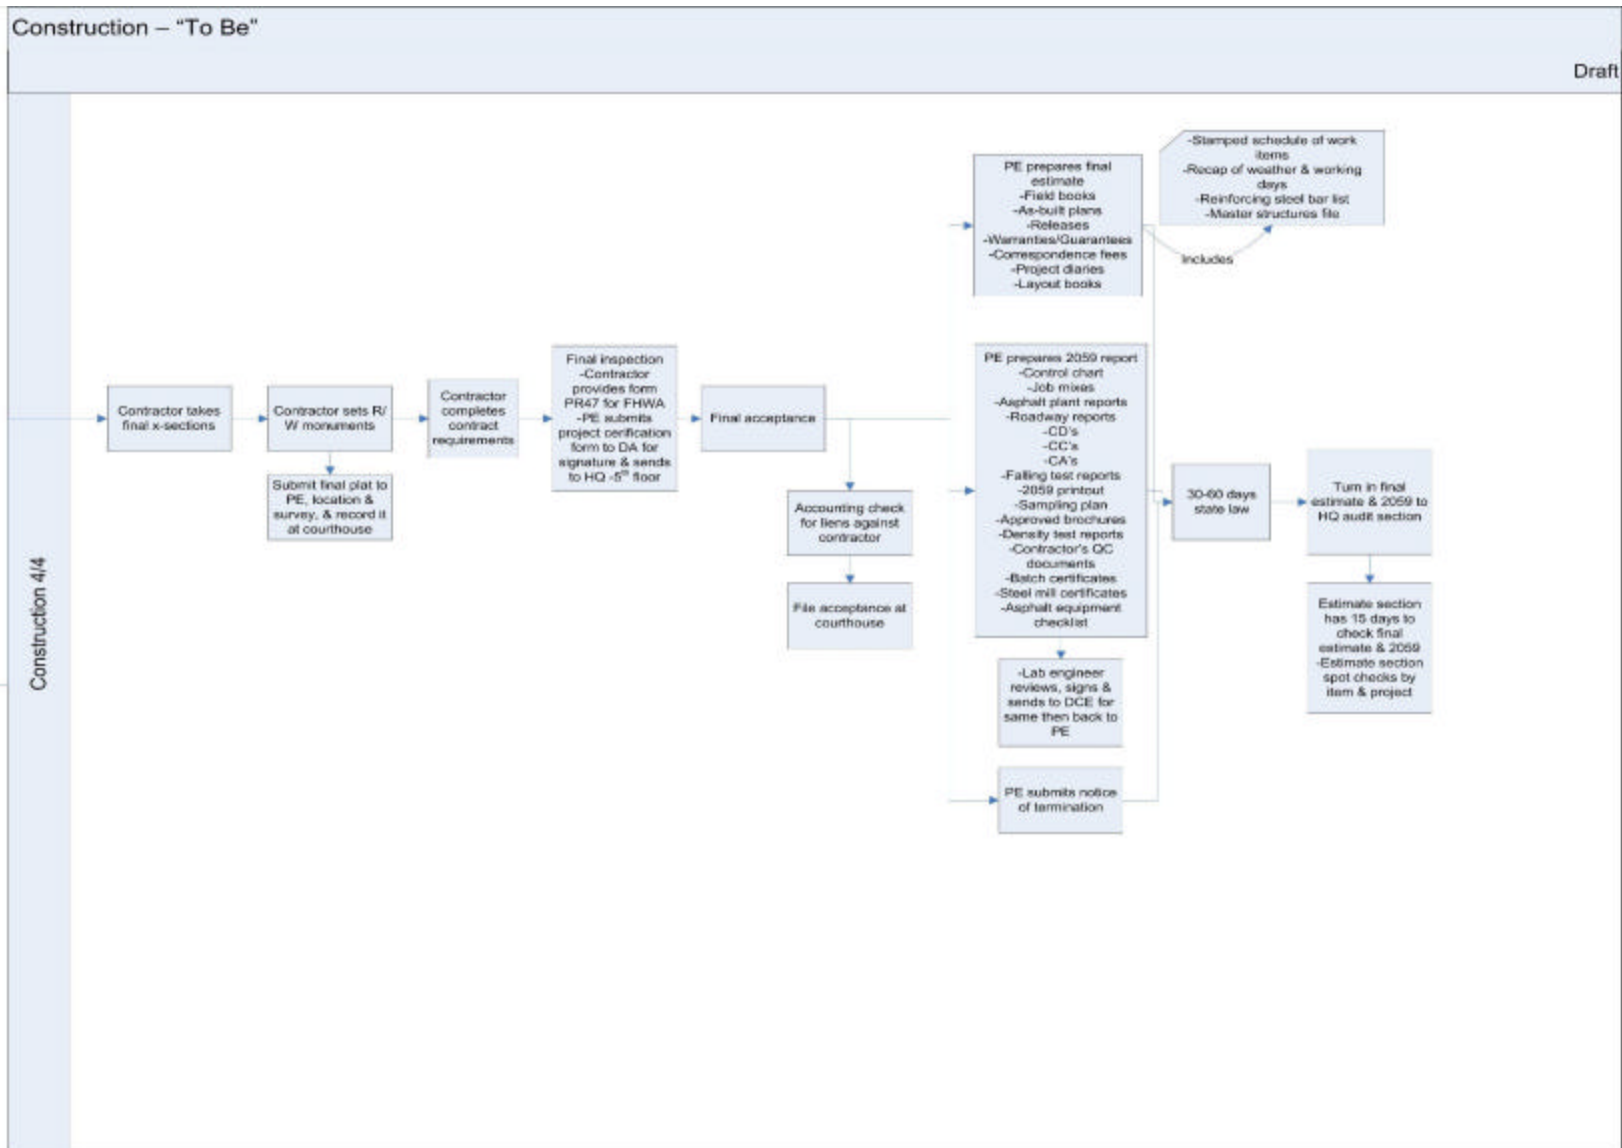 Construction – "To Be"
Draft
Construction 4/4
Contractor takes
final x-sections
Contractor sets R/
W monuments
Submit final plat to
PE, location &
survey, & record it
at courthouse
Contractor
completes
contract
requirements
Final inspection
-Contractor
provides form
PR47 for FHWA
-PE submits
project cerification
form to DA for
signature & sends
to HQ -5th floor
Final acceptance
Accounting check
for liens against
contractor
File acceptance at
courthouse
PE prepares final
estimate
-Field books
-As-built plans
-Releases
-Warranties/Guarantees
-Correspondence fees
-Project diaries
-Layout books
Includes
-Stamped schedule of work
items
-Recap of weather & working
days
-Reinforcing steel bar list
-Master structures file
PE prepares 2059 report
-Control chart
-Job mixes
-Asphalt plant reports
-Roadway reports
-CD's
-CC's
-CA's
-Falling test reports
-2059 printout
-Sampling plan
-Approved brochures
-Density test reports
-Contractor's QC
documents
-Batch certificates
-Steel mill certificates
-Asphalt equipment
checklist
-Lab engineer
reviews, signs &
sends to DCE for
same then back to
PE
PE submits notice
of termination
30-60 days
state law
Turn in final
estimate & 2059 to
HQ audit section
Estimate section
has 15 days to
check final
estimate & 2059
-Estimate section
spot checks by
item & project